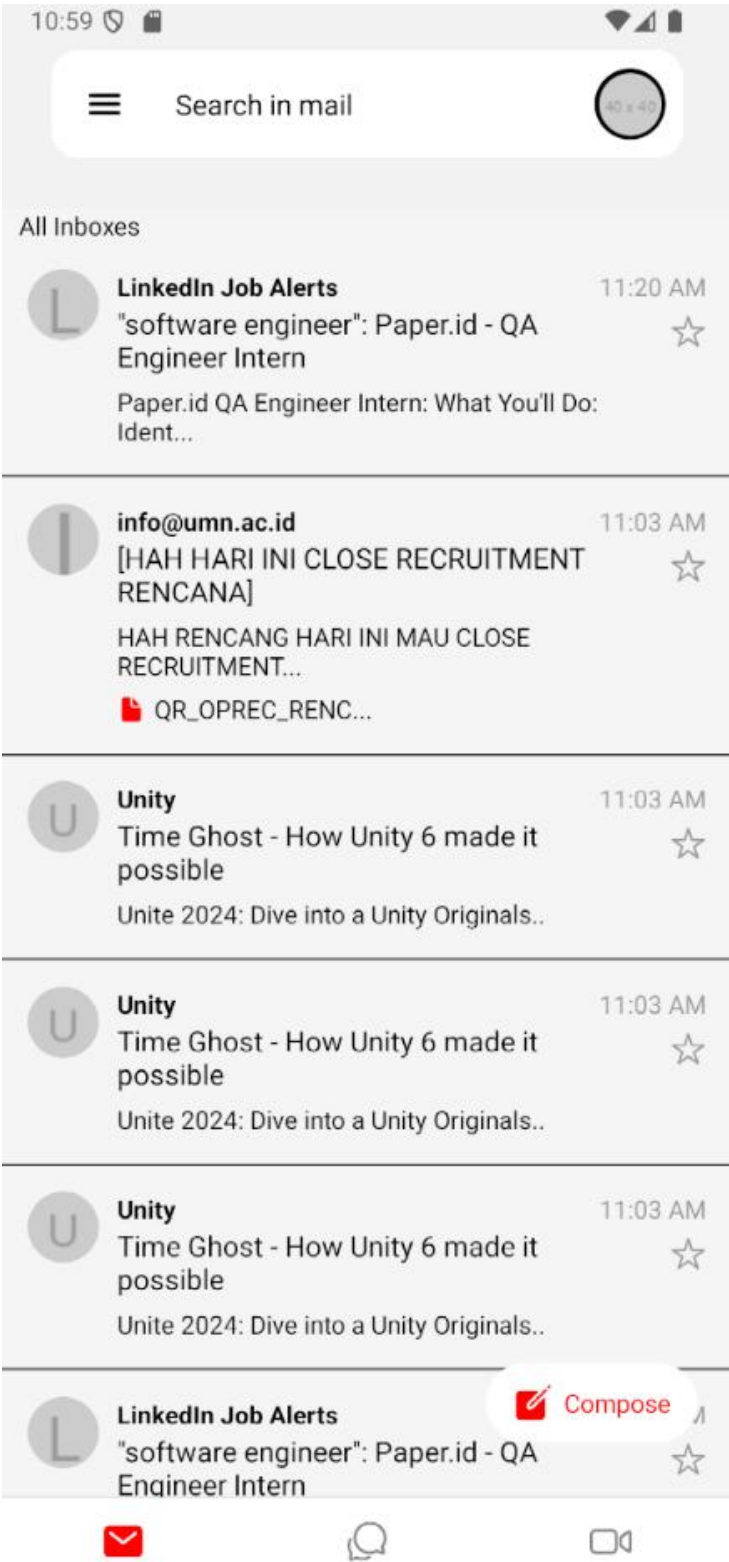 10:59
Search in mail
40 x 40
All Inboxes
L
LinkedIn Job Alerts 11:20 AM
"software engineer": Paper.id - QA
Engineer Intern
Paper.id QA Engineer Intern: What You'll Do:
Ident...
I
info@umn.ac.id 11:03 AM
[HAH HARI INI CLOSE RECRUITMENT
RENCANA]
HAH RENCANG HARI INI MAU CLOSE
RECRUITMENT...
QR_OPREC_RENC...
U
Unity 11:03 AM
Time Ghost - How Unity 6 made it
possible
Unite 2024: Dive into a Unity Originals..
U
Unity 11:03 AM
Time Ghost - How Unity 6 made it
possible
Unite 2024: Dive into a Unity Originals..
U
Unity 11:03 AM
Time Ghost - How Unity 6 made it
possible
Unite 2024: Dive into a Unity Originals..
Compose
L
LinkedIn Job Alerts
"software engineer": Paper.id - QA
Engineer Intern